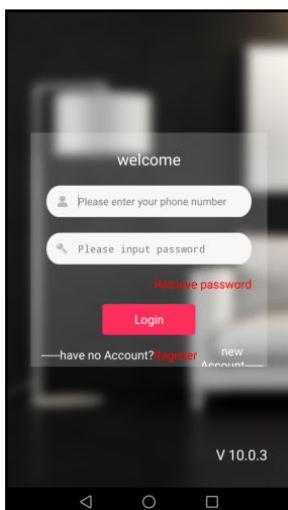 welcome
Please enter your phone number
Please input password
Retrieve password
Login
-----have no Account?Register new Account-----
V 10.0.3